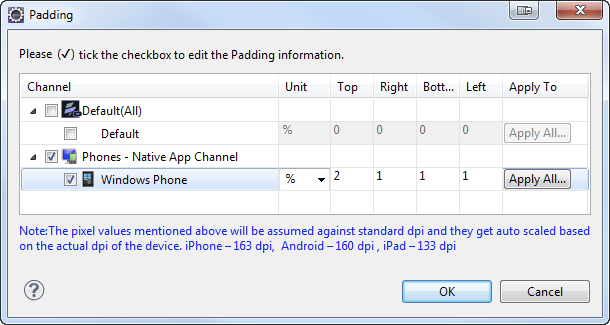 Padding
Please (✓) tick the checkbox to edit the Padding information.
Channel Unit Top Right Bott... Left Apply To
Default(All)
Default % 0 0 0 0 Apply All...
Phones - Native App Channel
Windows Phone % 2 1 1 1 Apply All...
Note:The pixel values mentioned above will be assumed against standard dpi and they get auto scaled based
on the actual dpi of the device. iPhone – 163 dpi, Android – 160 dpi , iPad – 133 dpi
? OK Cancel